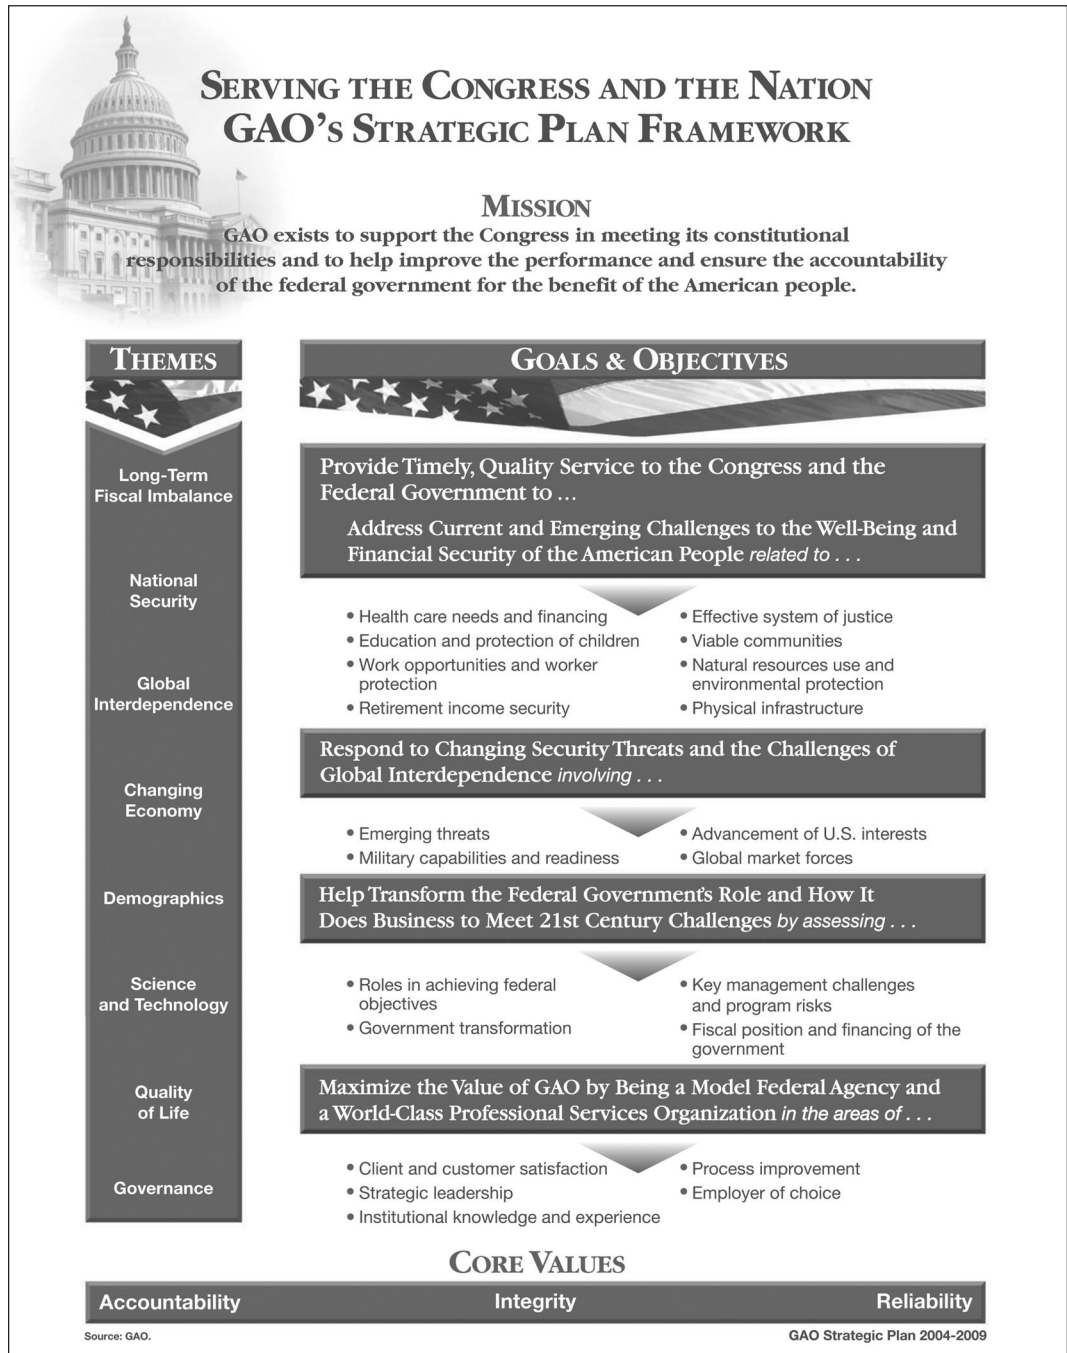 SERVING THE CONGRESS AND THE NATION
GAO'S STRATEGIC PLAN FRAMEWORK
MISSION
GAO exists to support the Congress in meeting its constitutional
responsibilities and to help improve the performance and ensure the accountability
of the federal government for the benefit of the American people.
THEMES
Long-Term
Fiscal Imbalance
National
Security
Global
Interdependence
Changing
Economy
Demographics
Science
and Technology
Quality
of Life
Governance
GOALS & OBJECTIVES
Provide Timely, Quality Service to the Congress and the
Federal Government to ...
Address Current and Emerging Challenges to the Well-Being and
Financial Security of the American People related to . . .
• Health care needs and financing
• Education and protection of children
• Work opportunities and worker
protection
• Retirement income security
• Effective system of justice
• Viable communities
• Natural resources use and
environmental protection
• Physical infrastructure
Respond to Changing Security Threats and the Challenges of
Global Interdependence involving . . .
• Emerging threats
• Military capabilities and readiness
• Advancement of U.S. interests
• Global market forces
Help Transform the Federal Government's Role and How It
Does Business to Meet 21st Century Challenges by assessing . . .
• Roles in achieving federal
objectives
• Government transformation
• Key management challenges
and program risks
• Fiscal position and financing of the
government
Maximize the Value of GAO by Being a Model Federal Agency and
a World-Class Professional Services Organization in the areas of . . .
• Client and customer satisfaction
• Strategic leadership
• Institutional knowledge and experience
• Process improvement
• Employer of choice
CORE VALUES
Accountability
Integrity
Reliability
Source: GAO.
GAO Strategic Plan 2004-2009